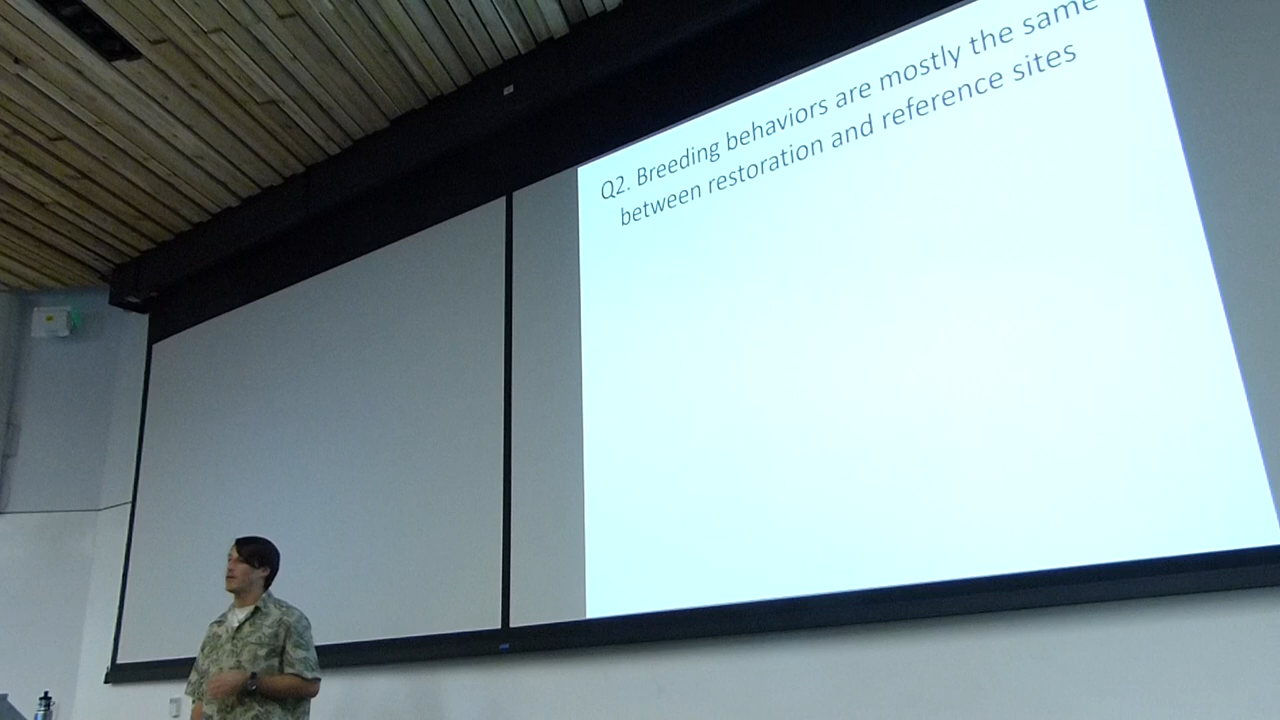 Q2. Breeding behaviors are mostly the same
between restoration and reference sites